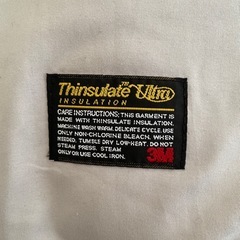 Thinsulate™ Ultra
INSULATION
CARE INSTRUCTIONS: THIS GARMENT IS
MADE WITH THINSULATE INSULATION.
MACHINE WASH WARM. DELICATE CYCLE. USE
ONLY NON-CHLORINE BLEACH, WHEN
NEEDED. TUMBLE DRY LOW-HEAT. DO NOT
STEAM PRESS. STEAM
ONLY OR USE COOL IRON.
3M